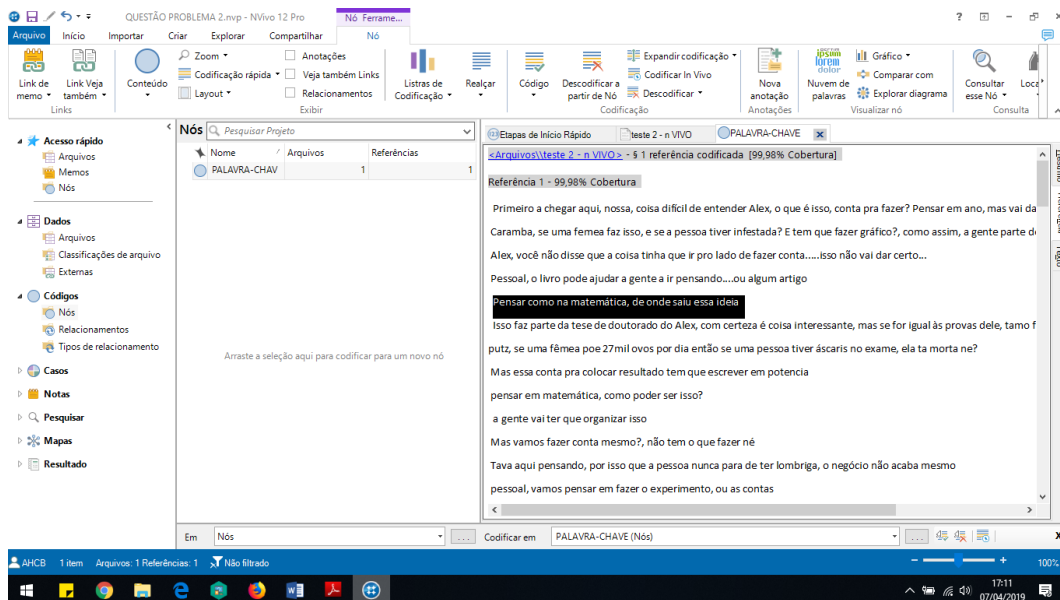 QUESTÃO PROBLEMA 2.nvp - NVivo 12 Pro
Nó Ferrame...
Arquivo Início Importar Criar Explorar Compartilhar Nó
Link de memo
Link Veja também
Links
Conteúdo
Zoom
Codificação rápida
Layout
Anotações
Veja também Links
Relacionamentos
Exibir
Listras de Codificação
Realçar
Código
Descodificar a partir de Nó
Expandir codificação
Codificar In Vivo
Descodificar
Codificação
Nova anotação
Anotações
Nuvem de palavras
Gráfico
Comparar com
Explorar diagrama
Visualizar nó
Consultar esse Nó
Consulta
Acesso rápido
Arquivos
Memos
Nós
Dados
Arquivos
Classificações de arquivo
Externas
Códigos
Nós
Relacionamentos
Tipos de relacionamento
Casos
Notas
Pesquisar
Mapas
Resultado
Nós Pesquisar Projeto
Nome Arquivos Referências
PALAVRA-CHAV 1 1
Arraste a seleção aqui para codificar para um novo nó
Etapas de Início Rápido teste 2 - n VIVO PALAVRA-CHAVE
<Arquivos\\teste 2 - n VIVO> - § 1 referência codificada [99,98% Cobertura]
Referência 1 - 99,98% Cobertura
Primeiro a chegar aqui, nossa, coisa difícil de entender Alex, o que é isso, conta pra fazer? Pensar em ano, mas vai da
Caramba, se uma femea faz isso, e se a pessoa tiver infestada? E tem que fazer gráfico?, como assim, a gente parte d
Alex, você não disse que a coisa tinha que ir pro lado de fazer conta.....isso não vai dar certo...
Pessoal, o livro pode ajudar a gente a ir pensando....ou algum artigo
Pensar como na matemática, de onde saiu essa ideia
Isso faz parte da tese de doutorado do Alex, com certeza é coisa interessante, mas se for igual às provas dele, tamo f
putz, se uma fêmea poe 27mil ovos por dia então se uma pessoa tiver áscaris no exame, ela ta morta ne?
Mas essa conta pra colocar resultado tem que escrever em potencia
pensar em matemática, como poder ser isso?
a gente vai ter que organizar isso
Mas vamos fazer conta mesmo?, não tem o que fazer né
Tava aqui pensando, por isso que a pessoa nunca para de ter lombriga, o negócio não acaba mesmo
pessoal, vamos pensar em fazer o experimento, ou as contas
Em Nós ...
Codificar em PALAVRA-CHAVE (Nós) ...
AHCB 1 item Arquivos: 1 Referências: 1 Não filtrado 100%
17:11
07/04/2019